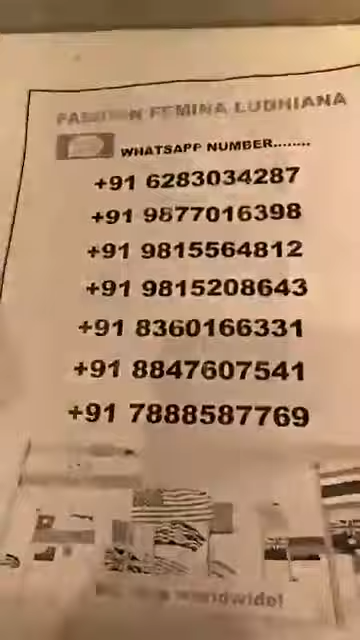 FASHION FEMINA LUDHIANA
WHATSAPP NUMBER........
+91 6283034287
+91 9877016398
+91 9815564812
+91 9815208643
+91 8360166331
+91 8847607541
+91 7888587769
worldwide!